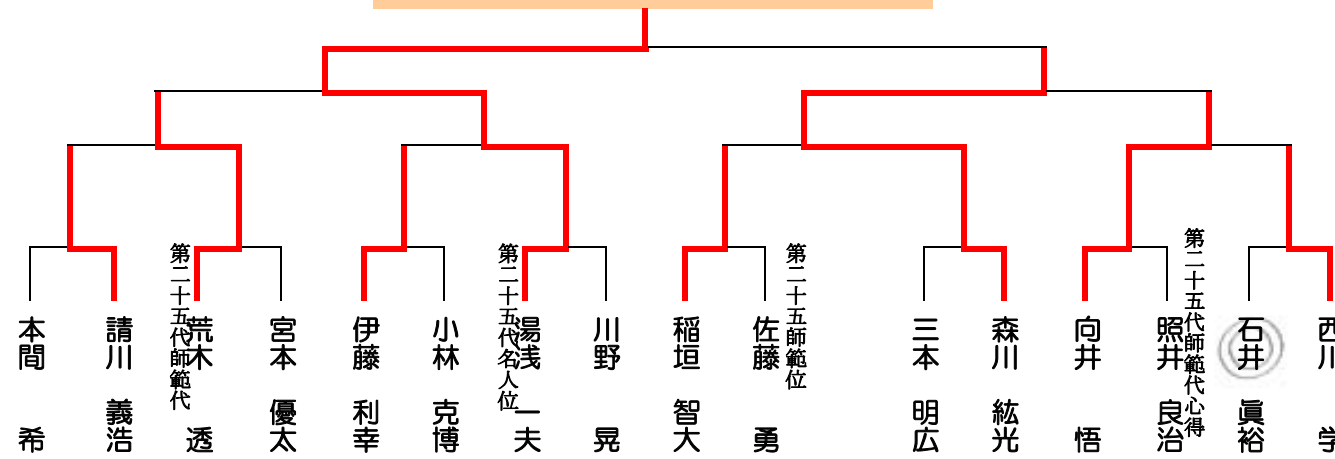 本間 希
請川 義浩
第二十五代師範代
荒木 透
宮本 優太
伊藤 利幸
小林 克博
第二十五代名人位
湯浅 一夫
川野 晃
稲垣 智大
佐藤 勇
第二十五師範位
三本 明広
森川 紘光
向井 悟
照井 良治
第二十五代師範代心得
石井 眞裕
西川 学